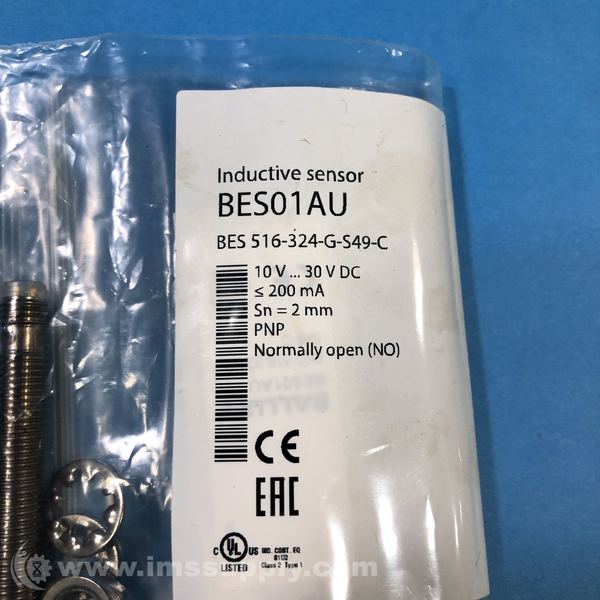 Inductive sensor
BES01AU
BES 516-324-G-S49-C
10 V ... 30 V DC
≤ 200 mA
Sn = 2 mm
PNP
Normally open (NO)
CE
EAC
C UL US IND. CONT. EQ
81U2
LISTED Class 2 Type 1
www.imssupply.com